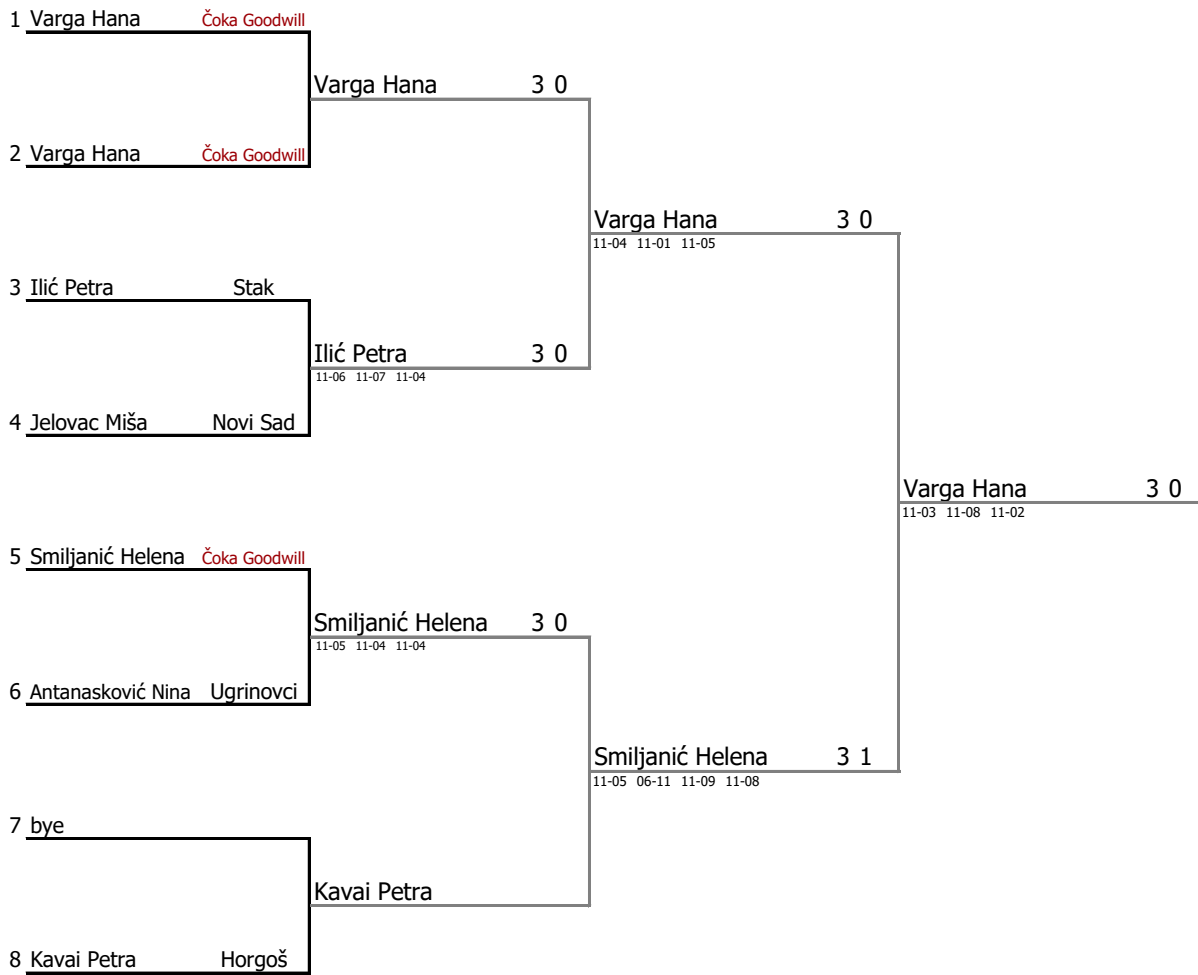 1 Varga Hana Čoka Goodwill
Varga Hana 3 0
2 Varga Hana Čoka Goodwill
Varga Hana 3 0
11-04 11-01 11-05
3 Ilić Petra Stak
Ilić Petra 3 0
11-06 11-07 11-04
4 Jelovac Miša Novi Sad
Varga Hana 3 0
11-03 11-08 11-02
5 Smiljanić Helena Čoka Goodwill
Smiljanić Helena 3 0
11-05 11-04 11-04
6 Antanasković Nina Ugrinovci
Smiljanić Helena 3 1
11-05 06-11 11-09 11-08
7 bye
Kavai Petra
8 Kavai Petra Horgoš